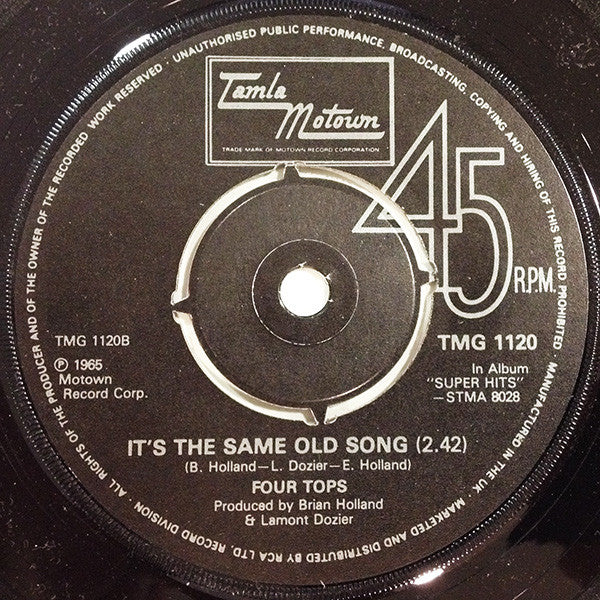 ALL RIGHTS OF THE PRODUCER AND OF THE OWNER OF THE RECORDED WORK RESERVED · UNAUTHORISED PUBLIC PERFORMANCE, BROADCASTING, COPYING AND HIRING OF THIS RECORD PROHIBITED · MANUFACTURED IN THE UK. · MARKETED AND DISTRIBUTED BY RCA LTD. RECORD DIVISION ·
Tamla
Motown
TRADE MARK OF MOTOWN RECORD CORPORATION
45
R.P.M.
TMG 1120B
℗ 1965
Motown
Record Corp.
TMG 1120
In Album
"SUPER HITS"
—STMA 8028
IT'S THE SAME OLD SONG (2.42)
(B. Holland—L. Dozier—E. Holland)
FOUR TOPS
Produced by Brian Holland
& Lamont Dozier